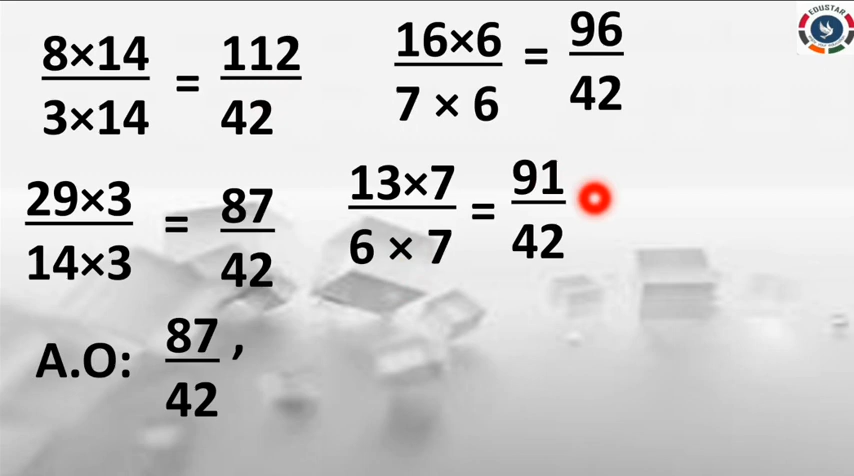 8×14/3×14 = 112/42
16×6/7 × 6 = 96/42
29×3/14×3 = 87/42
13×7/6 × 7 = 91/42
A.O: 87/42 ,
EDUSTAR